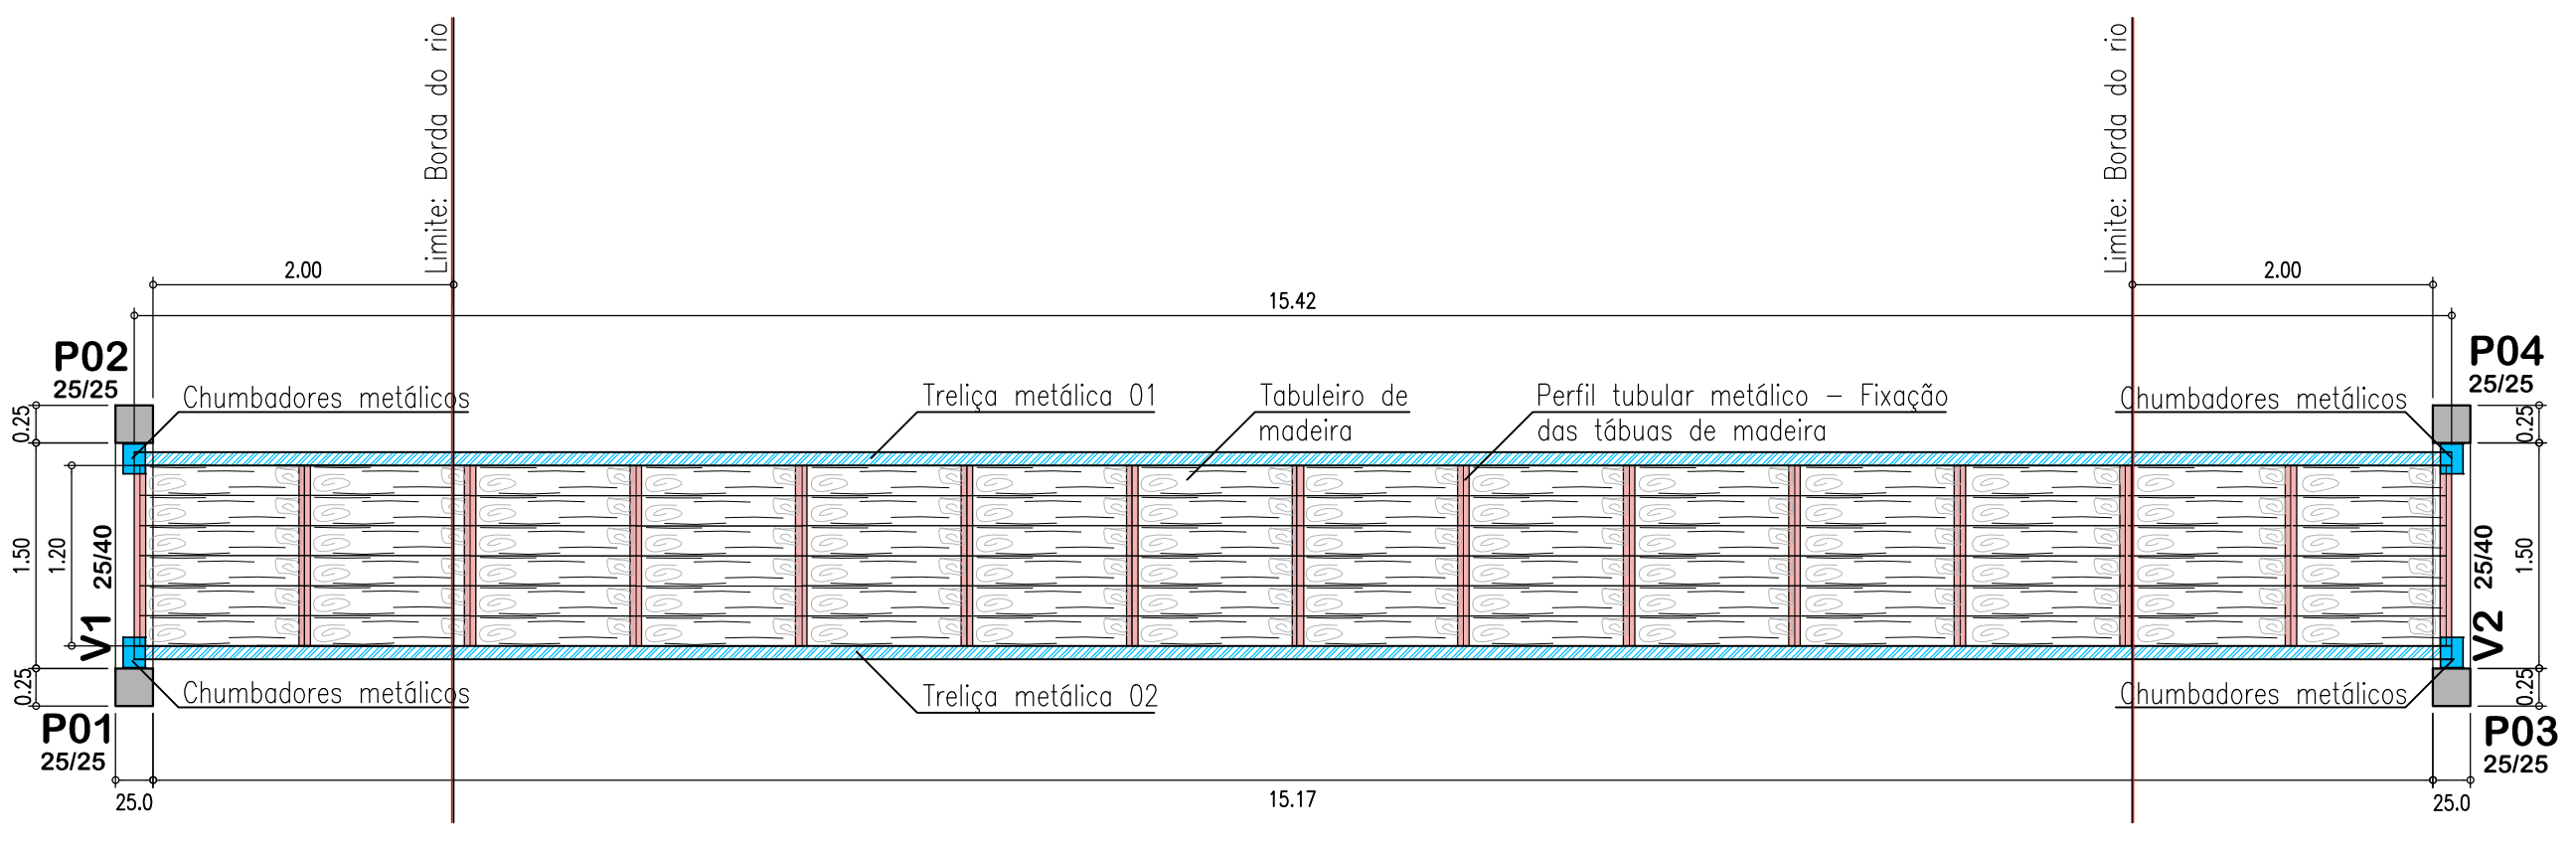 Limite: Borda do rio
Limite: Borda do rio
2.00
2.00
15.42
P02
25/25
P04
25/25
Chumbadores metálicos
Treliça metálica 01
Tabuleiro de
madeira
Perfil tubular metálico – Fixação
das tábuas de madeira
Chumbadores metálicos
0.25
0.25
1.50
1.20
25/40
V1
25/40
V2
1.50
0.25
0.25
Chumbadores metálicos
Treliça metálica 02
Chumbadores metálicos
P01
25/25
P03
25/25
25.0
15.17
25.0